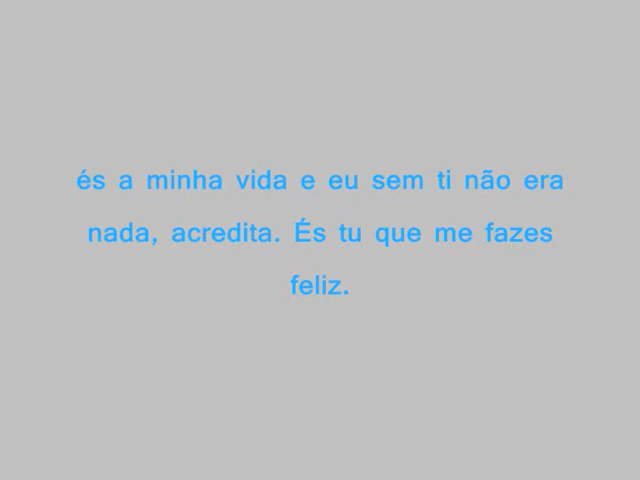 és a minha vida e eu sem ti não era
nada, acredita. És tu que me fazes
feliz.